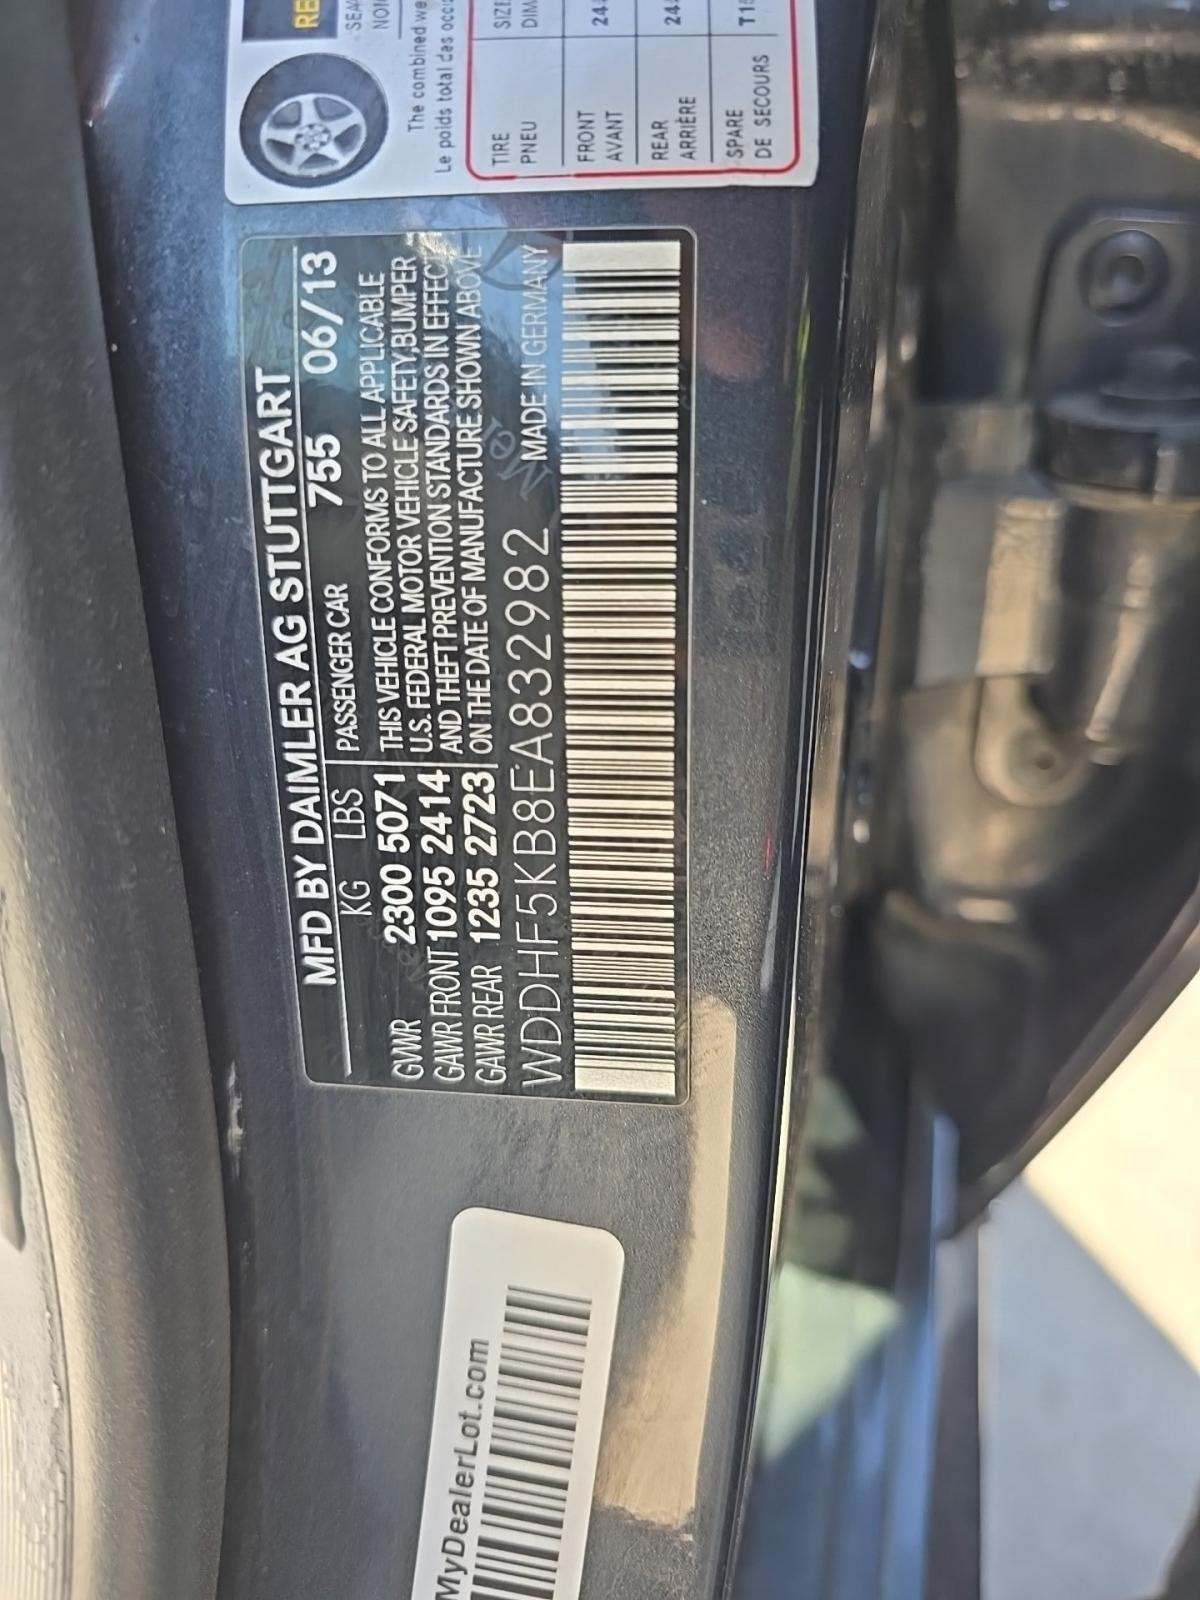 The combined we
Le poids total des occ
TIRE SIZE
PNEU DIM
FRONT
AVANT
REAR
ARRIÈRE
SPARE
DE SECOURS
MFD BY DAIMLER AG STUTTGART
KG LBS PASSENGER CAR 755 06/13
GVWR 2300 5071 THIS VEHICLE CONFORMS TO ALL APPLICABLE
GAWR FRONT 1095 2414 U.S. FEDERAL MOTOR VEHICLE SAFETY, BUMPER
GAWR REAR 1235 2723 AND THEFT PREVENTION STANDARDS IN EFFECT
ON THE DATE OF MANUFACTURE SHOWN ABOVE
WDDHF5KB8EA832982 MADE IN GERMANY
MyDealerLot.com